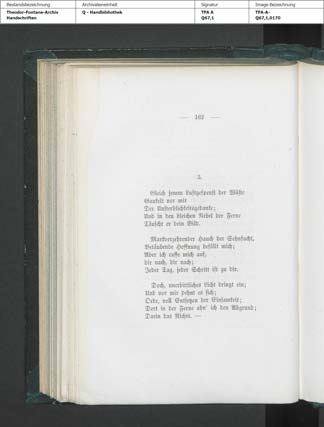 Bestandsbezeichnung Archivalieneinheit Signatur Image-Bezeichnung
Theodor-Fontane-Archiv Q - Handbibliothek TFA A TFA-A-
Handschriften Q67,1 Q67,1,0170
— 162 —
3.
Gleich jenem Luftgespenst der Wüste
Gaukelt vor mir
Der Unsterblichkeitsgedanke;
Und in den bleichen Nebel der Ferne
Täuscht er dein Bild.
Markverzehrender Hauch der Sehnsucht,
Betäubende Hoffnung befällt mich;
Aber ich raffe mich auf,
dir nach, dir nach;
Jeder Tag, jeder Schritt ist zu dir.
Doch, unerbittliches Licht dringt ein;
Und vor mir dehnt es sich;
Oede, voll Entsetzen der Einsamkeit;
Dort in der Ferne ahn' ich den Abgrund;
Darin das Nichts. —